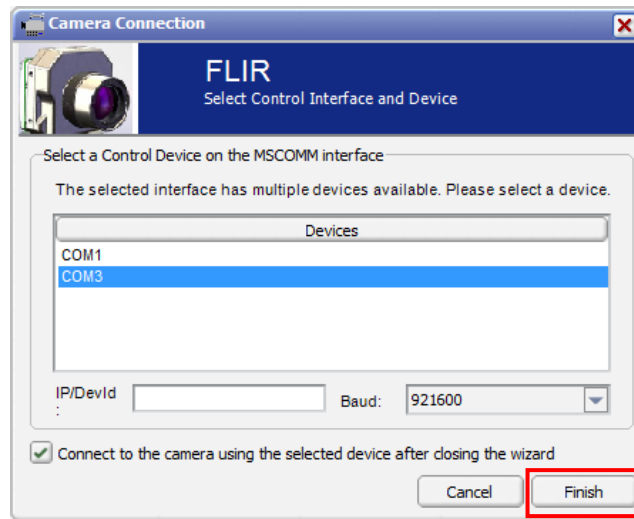 Camera Connection
FLIR
Select Control Interface and Device
Select a Control Device on the MSCOMM interface
The selected interface has multiple devices available. Please select a device.
Devices
COM1
COM3
IP/DevId
:
Baud:
921600
Connect to the camera using the selected device after closing the wizard
Cancel
Finish